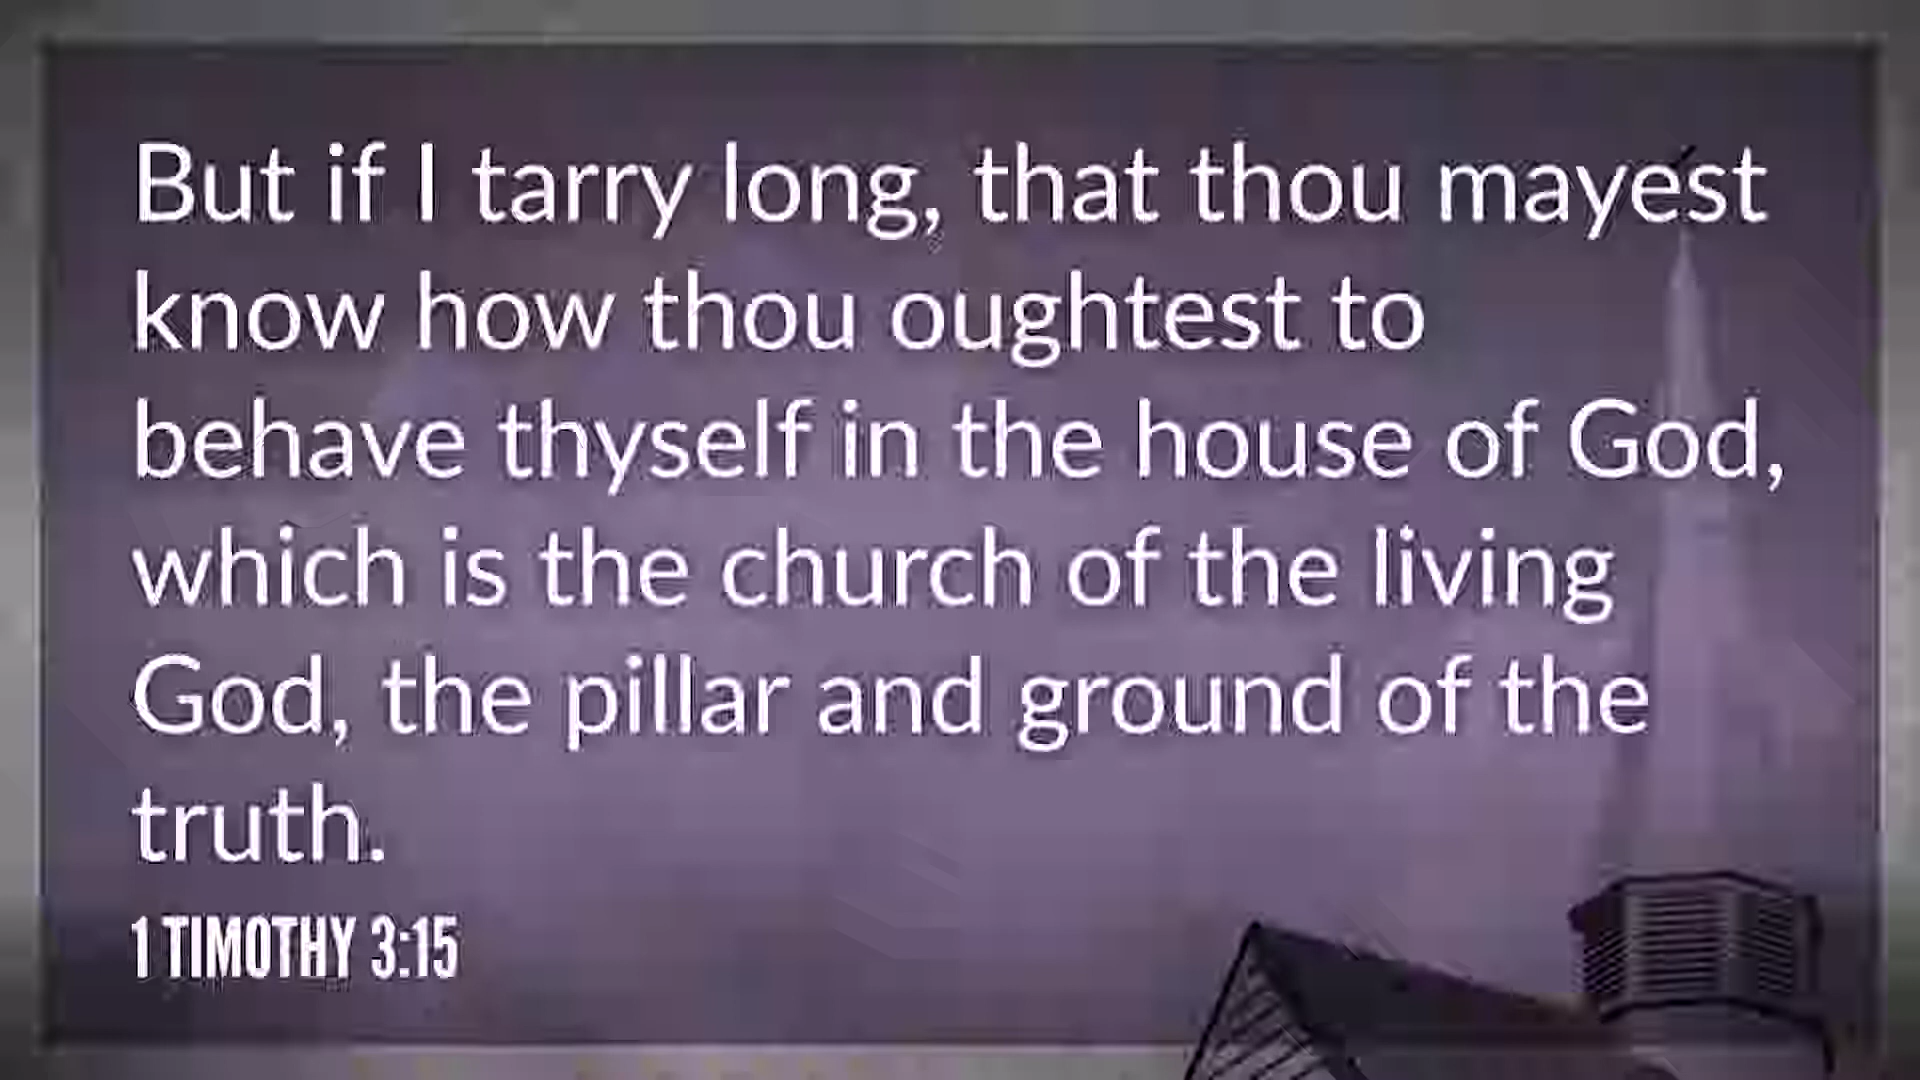 But if I tarry long, that thou mayest
know how thou oughtest to
behave thyself in the house of God,
which is the church of the living
God, the pillar and ground of the
truth.
1 TIMOTHY 3:15